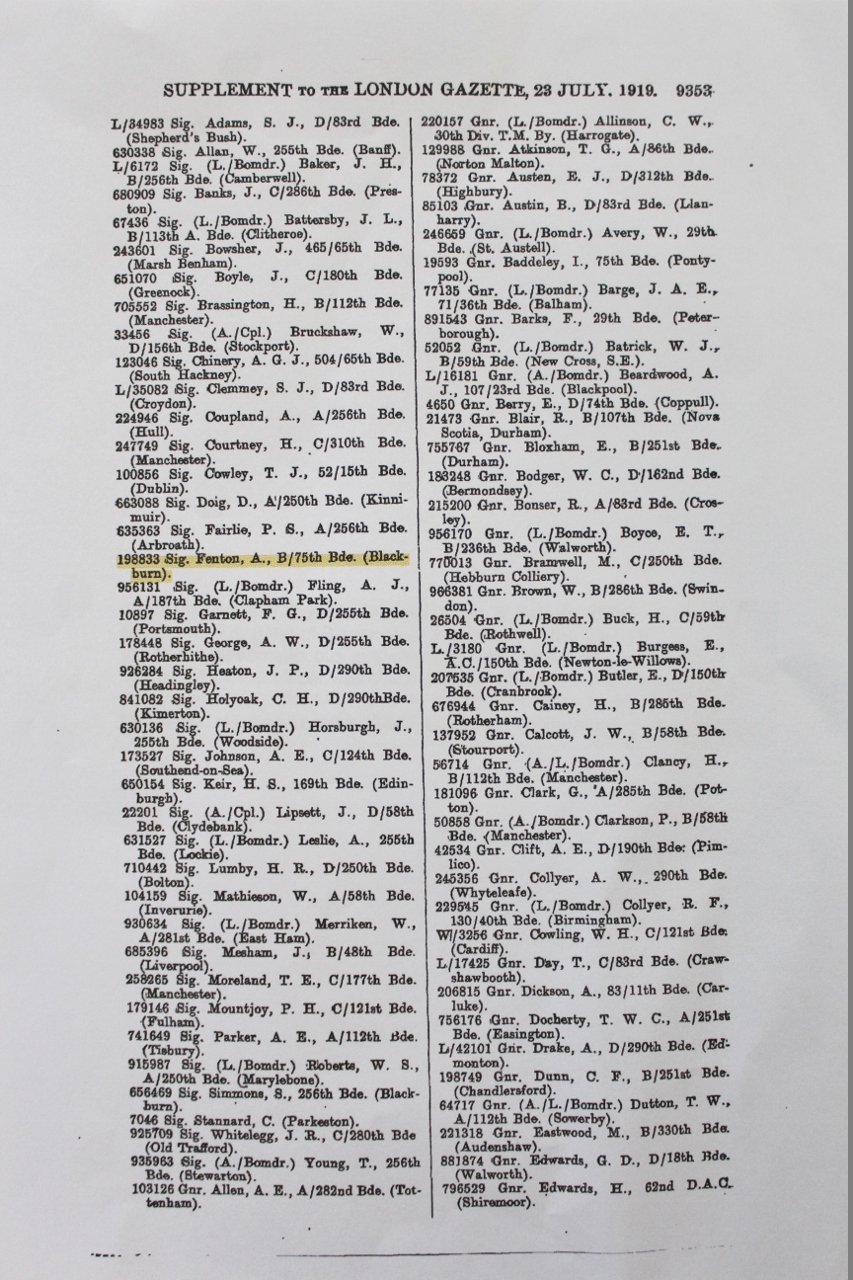 SUPPLEMENT TO THE LONDON GAZETTE, 23 JULY, 1919. 9353
L/34983 Sig. Adams, S. J., D/83rd Bde.
(Shepherd's Bush).
630338 Sig. Allan, W., 255th Bde. (Banff).
L/6172 Sig. (L./Bomdr.) Baker, J. H.,
B/256th Bde. (Camberwell).
680909 Sig. Banks, J., C/286th Bde. (Pres-
ton).
67436 Sig. (L./Bomdr.) Battersby, J. L.,
B/113th A. Bde. (Clitheroe).
243601 Sig. Bowsher, J., 465/65th Bde.
(Marsh Benham).
651070 Sig. Boyle, J., C/180th Bde.
(Greenock).
705552 Sig. Brassington, H., B/112th Bde.
(Manchester).
33456 Sig. (A./Cpl.) Bruckshaw, W.,
D/156th Bde. (Stockport).
123046 Sig. Chinery, A. G. J., 504/65th Bde.
(South Hackney).
L/35082 Sig. Clemmey, S. J., D/83rd Bde.
(Croydon).
224946 Sig. Coupland, A., A/256th Bde.
(Hull).
247749 Sig. Courtney, H., C/310th Bde.
(Manchester).
100856 Sig. Cowley, T. J., 52/15th Bde.
(Dublin).
663088 Sig. Doig, D., A/250th Bde. (Kinni-
muir).
635363 Sig. Fairlie, P. S., A/256th Bde.
(Arbroath).
198833 Sig. Fenton, A., B/75th Bde. (Black-
burn).
956131 Sig. (L./Bomdr.) Fling, A. J.,
A/187th Bde. (Clapham Park).
10897 Sig. Garnett, F. G., D/255th Bde.
(Portsmouth).
178448 Sig. George, A. W., D/255th Bde.
(Rotherhithe).
926284 Sig. Heaton, J. P., D/290th Bde.
(Headingley).
841082 Sig. Holyoak, C. H., D/290thBde.
(Kimerton).
630136 Sig. (L./Bomdr.) Horsburgh, J.,
255th Bde. (Woodside).
173527 Sig. Johnson, A. E., C/124th Bde.
(Southend-on-Sea).
650154 Sig. Keir, H. S., 169th Bde. (Edin-
burgh).
22201 Sig. (A./Cpl.) Lipsett, J., D/58th
Bde. (Clydebank).
631527 Sig. (L./Bomdr.) Leslie, A., 255th
Bde. (Lockie).
710442 Sig. Lumby, H. R., D/250th Bde.
(Bolton).
104159 Sig. Mathieson, W., A/58th Bde.
(Inverurie).
930634 Sig. (L./Bomdr.) Merriken, W.,
A/281st Bde. (East Ham).
685396 Sig. Mesham, J., B/48th Bde.
(Liverpool).
258265 Sig. Moreland, T. E., C/177th Bde.
(Manchester).
179146 Sig. Mountjoy, P. H., C/121st Bde.
(Fulham).
741649 Sig. Parker, A. E., A/112th Bde.
(Tisbury).
915987 Sig. (L./Bomdr.) Roberts, W. S.,
A/250th Bde. (Marylebone).
656469 Sig. Simmons, S., 256th Bde. (Black-
burn).
7046 Sig. Stannard, C. (Parkeston).
925709 Sig. Whitelegg, J. R., C/280th Bde
(Old Trafford).
935963 Sig. (A./Bomdr.) Young, T., 256th
Bde. (Stewarton).
103126 Gnr. Allen, A. E., A/282nd Bde. (Tot-
tenham).
220157 Gnr. (L./Bomdr.) Allinson, C. W.,
30th Div. T.M. By. (Harrogate).
129988 Gnr. Atkinson, T. G., A/86th Bde.
(Norton Malton).
78372 Gnr. Austen, E. J., D/312th Bde.
(Highbury).
85103 Gnr. Austin, B., D/83rd Bde. (Llan-
harry).
246659 Gnr. (L./Bomdr.) Avery, W., 29th
Bde. (St. Austell).
19593 Gnr. Baddeley, I., 75th Bde. (Ponty-
pool).
77135 Gnr. (L./Bomdr.) Barge, J. A. E.,
71/36th Bde. (Balham).
891543 Gnr. Barks, F., 29th Bde. (Peter-
borough).
52052 Gnr. (L./Bomdr.) Batrick, W. J.,
B/59th Bde. (New Cross, S.E.).
L/16181 Gnr. (A./Bomdr.) Beardwood, A.
J., 107/23rd Bde. (Blackpool).
4650 Gnr. Berry, E., D/74th Bde. (Coppull).
21473 Gnr. Blair, R., B/107th Bde. (Nova
Scotia, Durham).
755767 Gnr. Bloxham, E., B/251st Bde.
(Durham).
183248 Gnr. Bodger, W. C., D/162nd Bde.
(Bermondsey).
215200 Gnr. Bonser, R., A/83rd Bde. (Cros-
ley).
956170 Gnr. (L./Bomdr.) Boyce, E. T.,
B/236th Bde. (Walworth).
770013 Gnr. Bramwell, M., C/250th Bde.
(Hebburn Colliery).
966381 Gnr. Brown, W., B/286th Bde. (Swin-
don).
26504 Gnr. (L./Bomdr.) Buck, H., C/59th
Bde. (Rothwell).
L./3180 Gnr. (L./Bomdr.) Burgess, E.,
A.C./150th Bde. (Newton-le-Willows).
207535 Gnr. (L./Bomdr.) Butler, E., D/150th
Bde. (Cranbrook).
676944 Gnr. Cainey, H., B/285th Bde.
(Rotherham).
137952 Gnr. Calcott, J. W., B/58th Bde.
(Stourport).
56714 Gnr. (A./L./Bomdr.) Clancy, H.,
B/112th Bde. (Manchester).
181096 Gnr. Clark, G., A/285th Bde. (Pot-
ton).
50858 Gnr. (A./Bomdr.) Clarkson, P., B/58th
Bde. (Manchester).
42534 Gnr. Clift, A. E., D/190th Bde. (Pim-
lico).
245356 Gnr. Collyer, A. W., 290th Bde.
(Whyteleafe).
229545 Gnr. (L./Bomdr.) Collyer, R. F.,
130/40th Bde. (Birmingham).
W/3256 Gnr. Cowling, W. H., C/121st Bde.
(Cardiff).
L/17425 Gnr. Day, T., C/83rd Bde. (Craw-
shawbooth).
206815 Gnr. Dickson, A., 83/11th Bde. (Car-
luke).
756176 Gnr. Docherty, T. W. C., A/251st
Bde. (Easington).
L/42101 Gnr. Drake, A., D/290th Bde. (Ed-
monton).
198749 Gnr. Dunn, C. F., B/251st Bde.
(Chandlersford).
64717 Gnr. (A./L./Bomdr.) Dutton, T. W.,
A/112th Bde. (Sowerby).
221318 Gnr. Eastwood, M., B/330th Bde.
(Audenshaw).
881874 Gnr. Edwards, G. D., D/18th Bde.
(Walworth).
796529 Gnr. Edwards, H., 62nd D.A.C.
(Shiremoor).